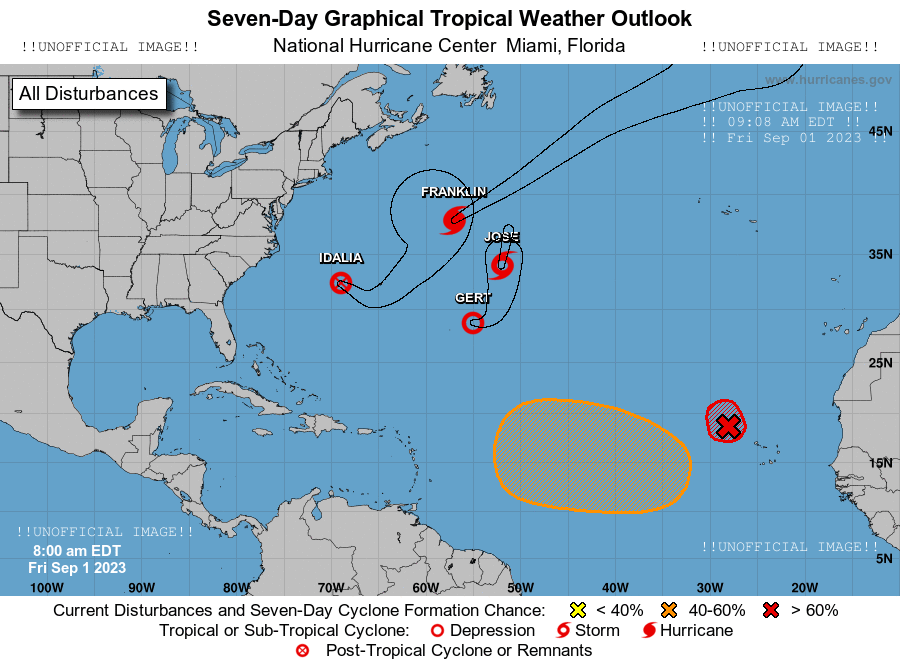 Seven-Day Graphical Tropical Weather Outlook
!!UNOFFICIAL IMAGE!! National Hurricane Center Miami, Florida !!UNOFFICIAL IMAGE!!
All Disturbances
www.hurricanes.gov
!!UNOFFICIAL IMAGE!!
!! 09:08 AM EDT !!
!! Fri Sep 01 2023 !!
45N
FRANKLIN
JOSE
35N
IDALIA
GERT
25N
15N
!!UNOFFICIAL IMAGE!!
8:00 am EDT
Fri Sep 1 2023
!!UNOFFICIAL IMAGE!!
5N
100W 90W 80W 70W 60W 50W 40W 30W 20W
Current Disturbances and Seven-Day Cyclone Formation Chance: < 40% 40-60% > 60%
Tropical or Sub-Tropical Cyclone: Depression Storm Hurricane
Post-Tropical Cyclone or Remnants